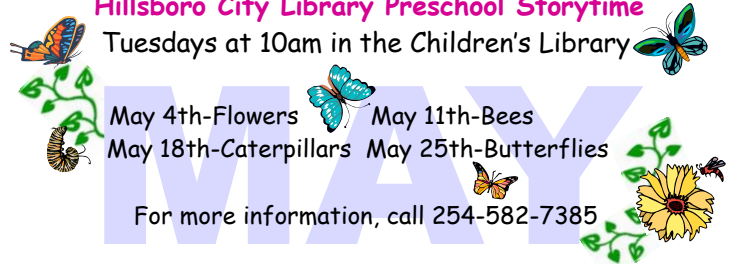 Hillsboro City Library Preschool Storytime
Tuesdays at 10am in the Children's Library
MAY
May 4th-Flowers May 11th-Bees
May 18th-Caterpillars May 25th-Butterflies
For more information, call 254-582-7385